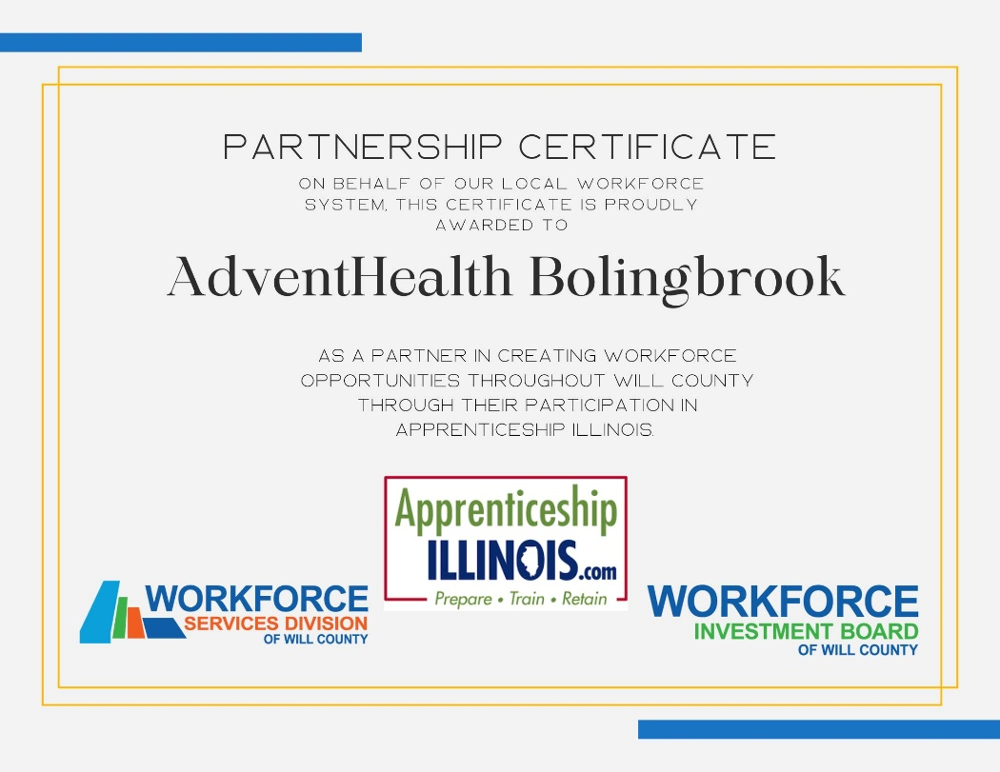 PARTNERSHIP CERTIFICATE
ON BEHALF OF OUR LOCAL WORKFORCE
SYSTEM, THIS CERTIFICATE IS PROUDLY
AWARDED TO
AdventHealth Bolingbrook
AS A PARTNER IN CREATING WORKFORCE
OPPORTUNITIES THROUGHOUT WILL COUNTY
THROUGH THEIR PARTICIPATION IN
APPRENTICESHIP ILLINOIS.
Apprenticeship
ILLINOIS.com
Prepare • Train • Retain
WORKFORCE
SERVICES DIVISION
OF WILL COUNTY
WORKFORCE
INVESTMENT BOARD
OF WILL COUNTY